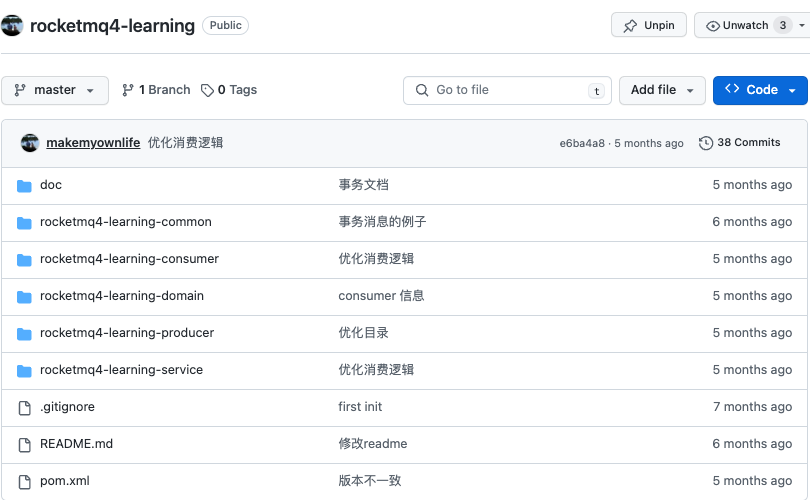 rocketmq4-learning Public Unpin Unwatch 3
master 1 Branch 0 Tags Go to file t Add file Code
makemyownlife 优化消费逻辑 e6ba4a8 · 5 months ago 38 Commits
doc 事务文档 5 months ago
rocketmq4-learning-common 事务消息的例子 6 months ago
rocketmq4-learning-consumer 优化消费逻辑 5 months ago
rocketmq4-learning-domain consumer 信息 5 months ago
rocketmq4-learning-producer 优化目录 5 months ago
rocketmq4-learning-service 优化消费逻辑 5 months ago
.gitignore first init 7 months ago
README.md 修改readme 6 months ago
pom.xml 版本不一致 5 months ago